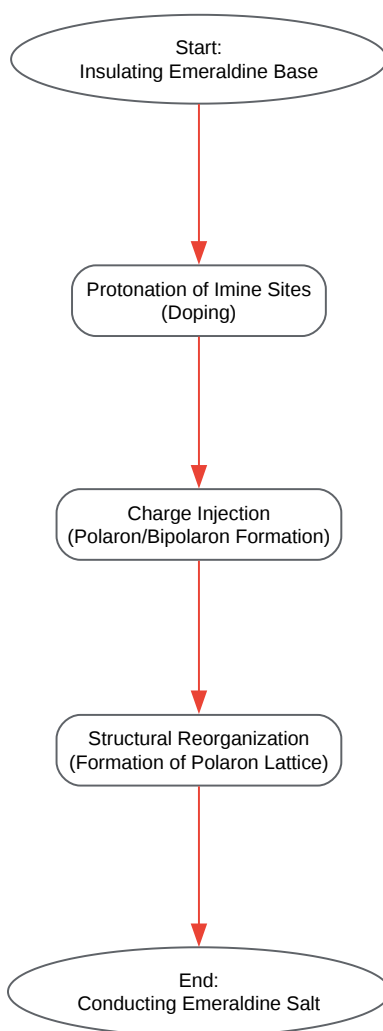 Start:
Insulating Emeraldine Base
Protonation of Imine Sites
(Doping)
Charge Injection
(Polaron/Bipolaron Formation)
Structural Reorganization
(Formation of Polaron Lattice)
End:
Conducting Emeraldine Salt